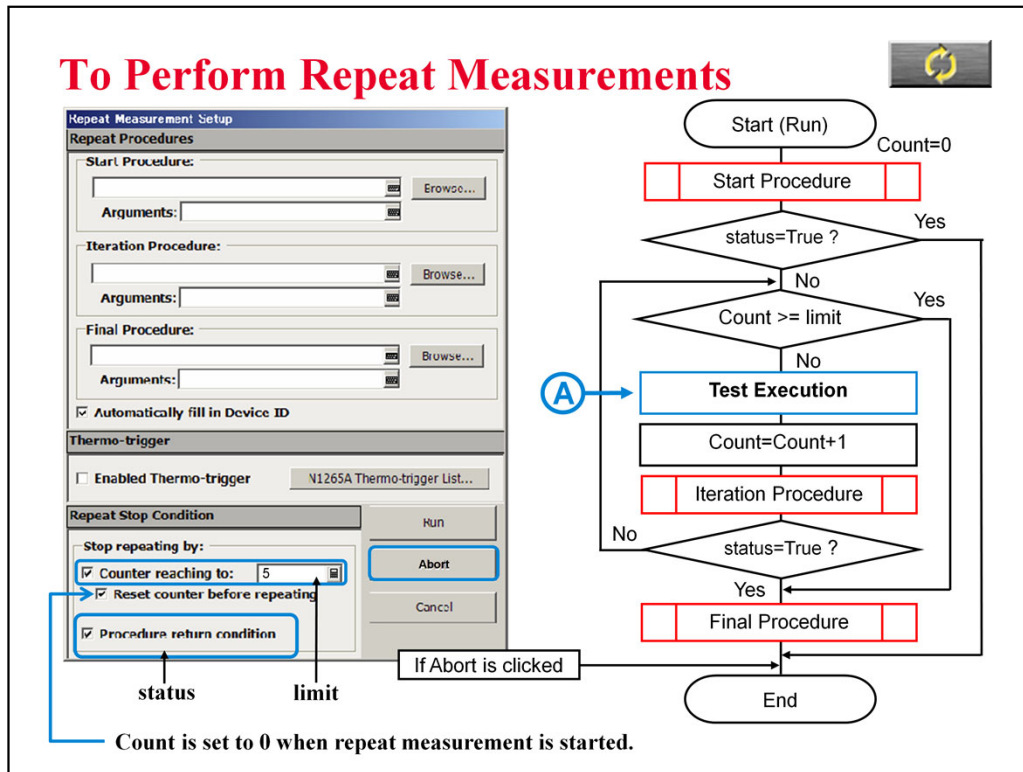 To Perform Repeat Measurements
Repeat Measurement Setup
Repeat Procedures
Start Procedure:
Browse...
Arguments:
Iteration Procedure:
Browse...
Arguments:
Final Procedure:
Browse...
Arguments:
Automatically fill in Device ID
Thermo-trigger
Enabled Thermo-trigger
N1265A Thermo-trigger List...
Repeat Stop Condition
Stop repeating by:
Counter reaching to: 5
Reset counter before repeating
Procedure return condition
Run
Abort
Cancel
status
limit
Count is set to 0 when repeat measurement is started.
Start (Run)
Count=0
Start Procedure
status=True ?
Yes
No
Count >= limit
Yes
No
A
Test Execution
Count=Count+1
Iteration Procedure
No
status=True ?
Yes
Final Procedure
If Abort is clicked
End